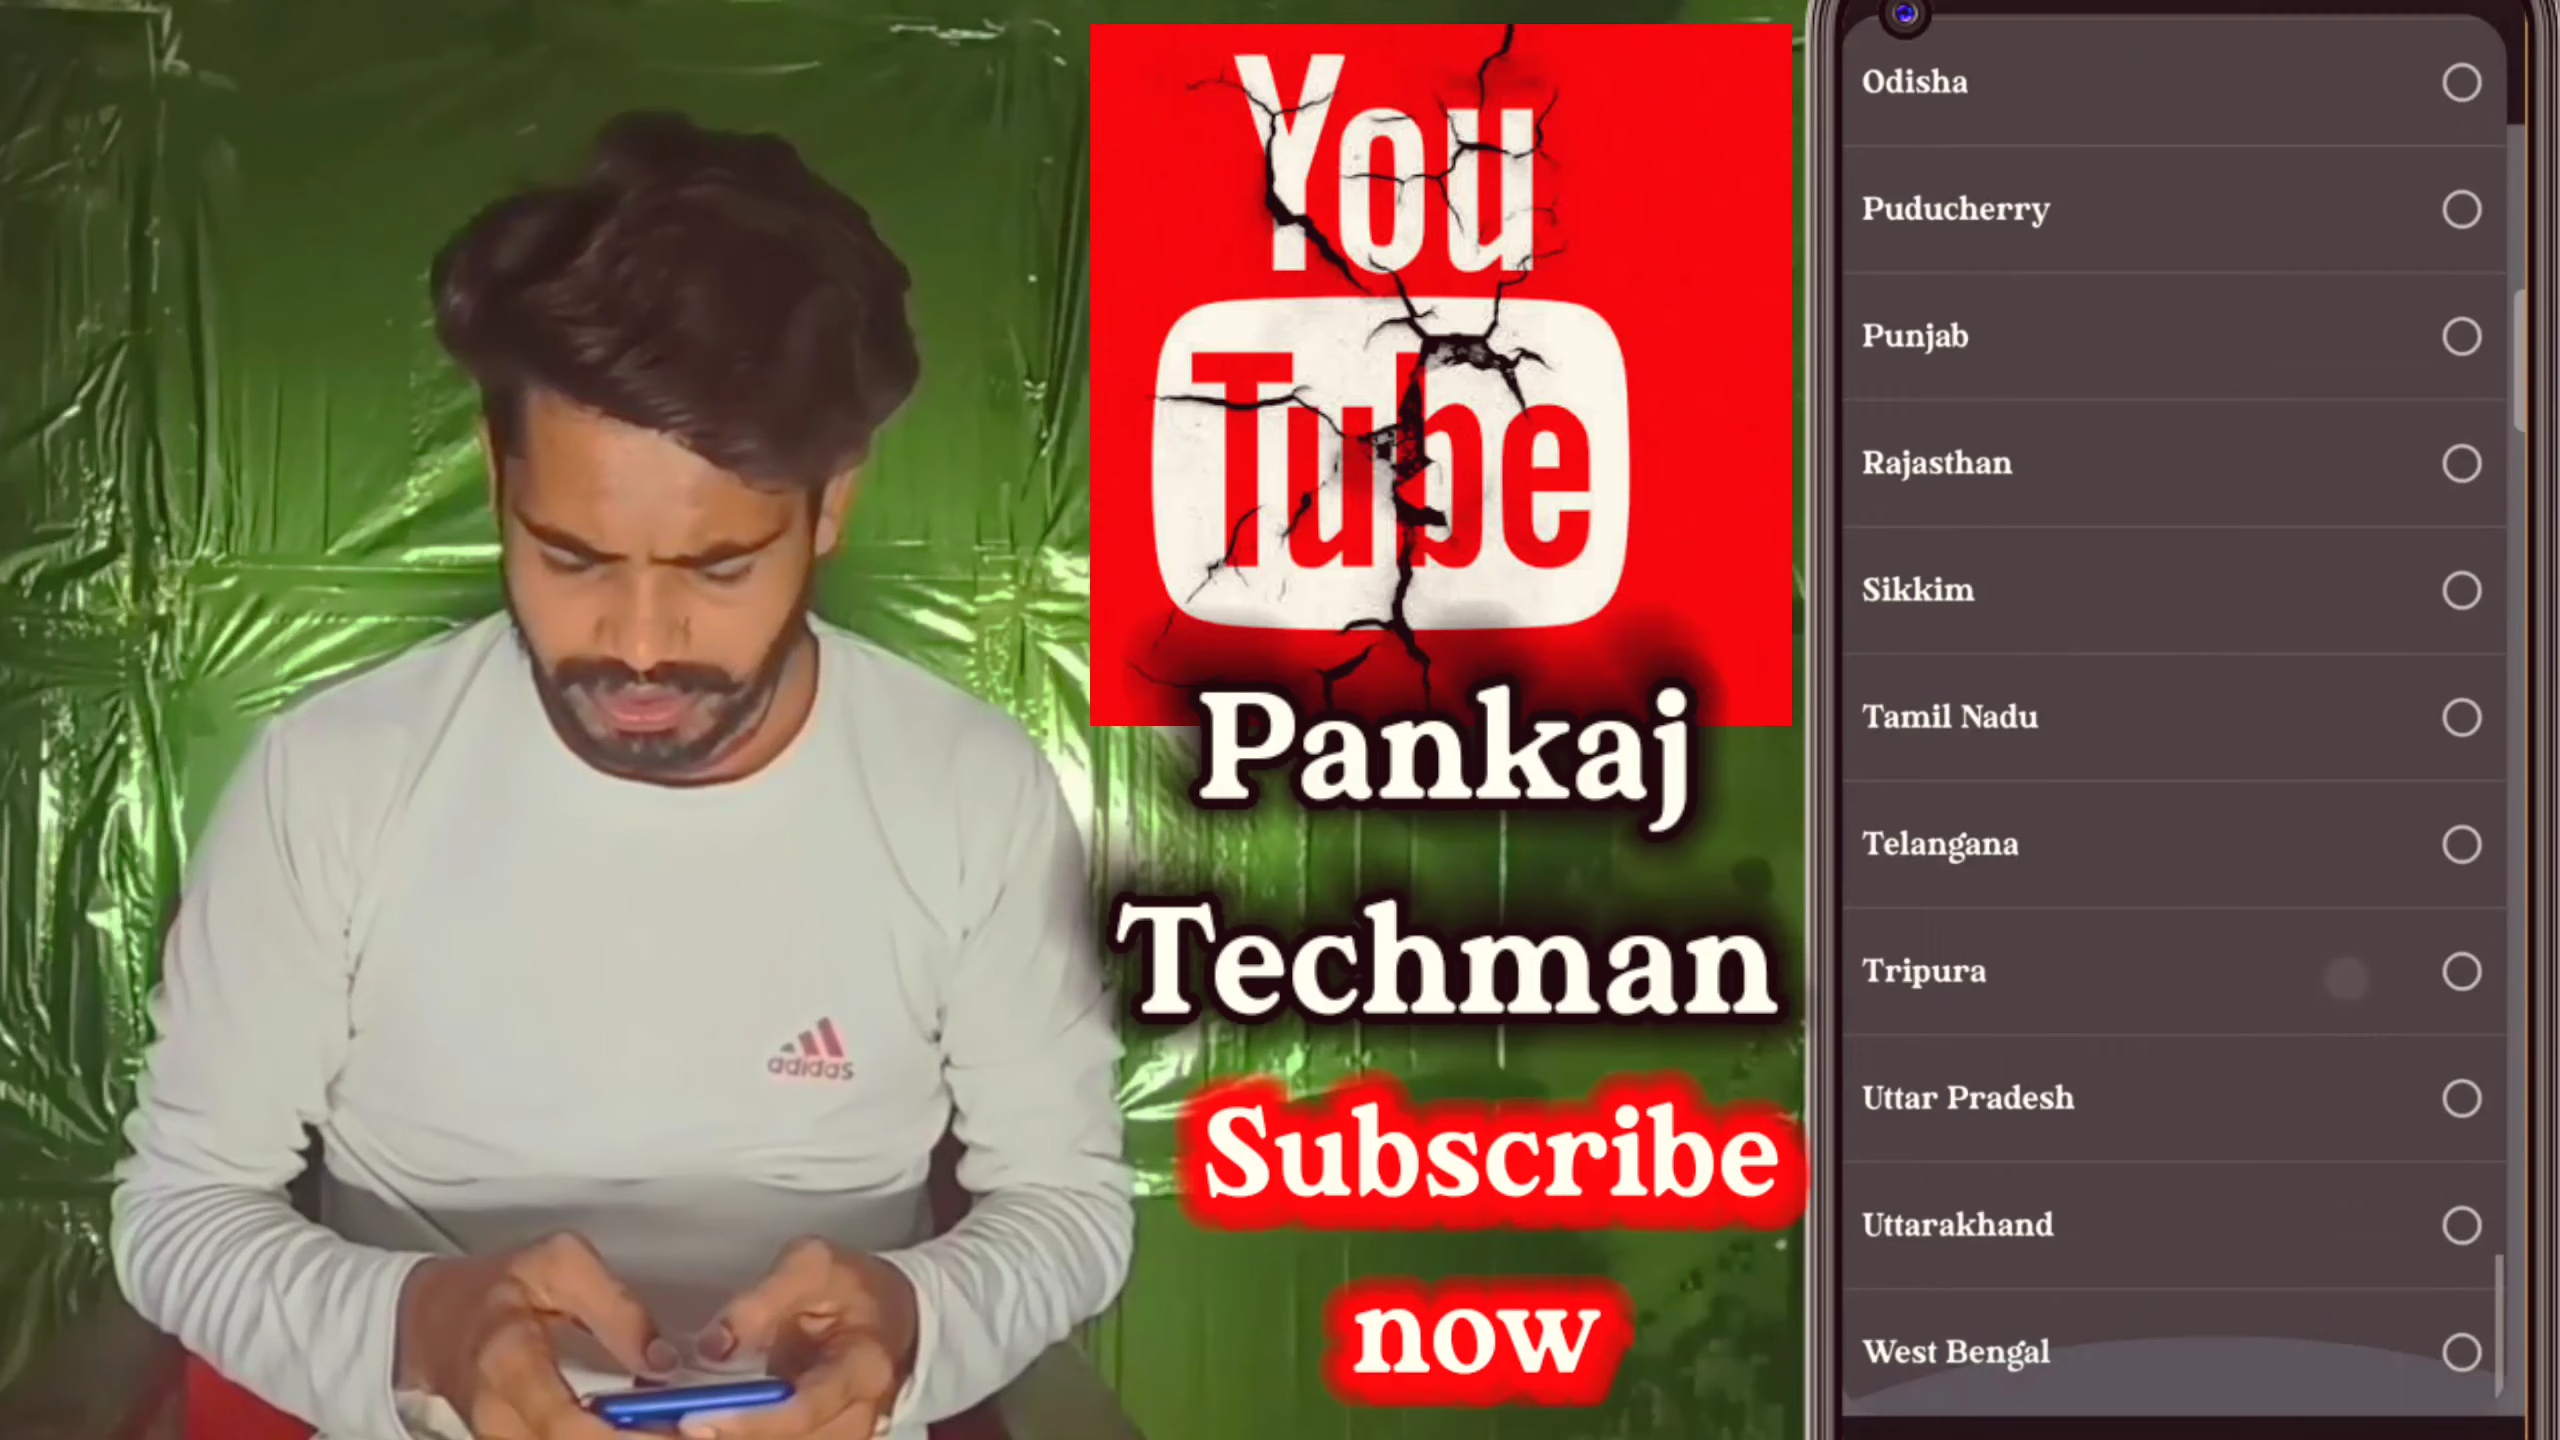 You
Tube
Pankaj
Techman
Subscribe
now
adidas
Odisha
Puducherry
Punjab
Rajasthan
Sikkim
Tamil Nadu
Telangana
Tripura
Uttar Pradesh
Uttarakhand
West Bengal